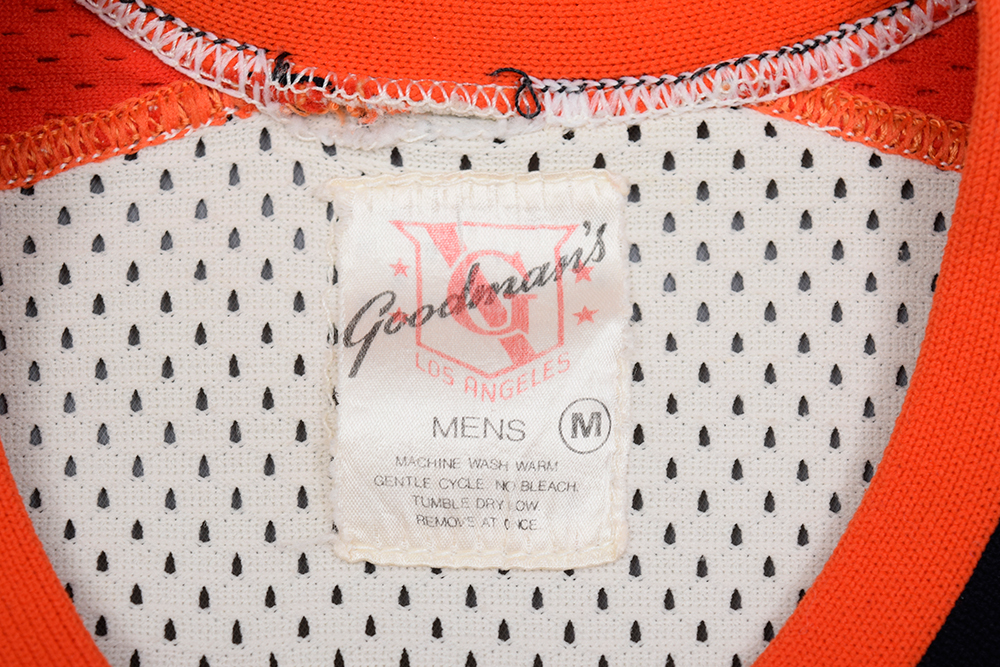 G
Goodman's
LOS ANGELES
MENS M
MACHINE WASH WARM
GENTLE CYCLE. NO BLEACH.
TUMBLE DRY LOW.
REMOVE AT ONCE